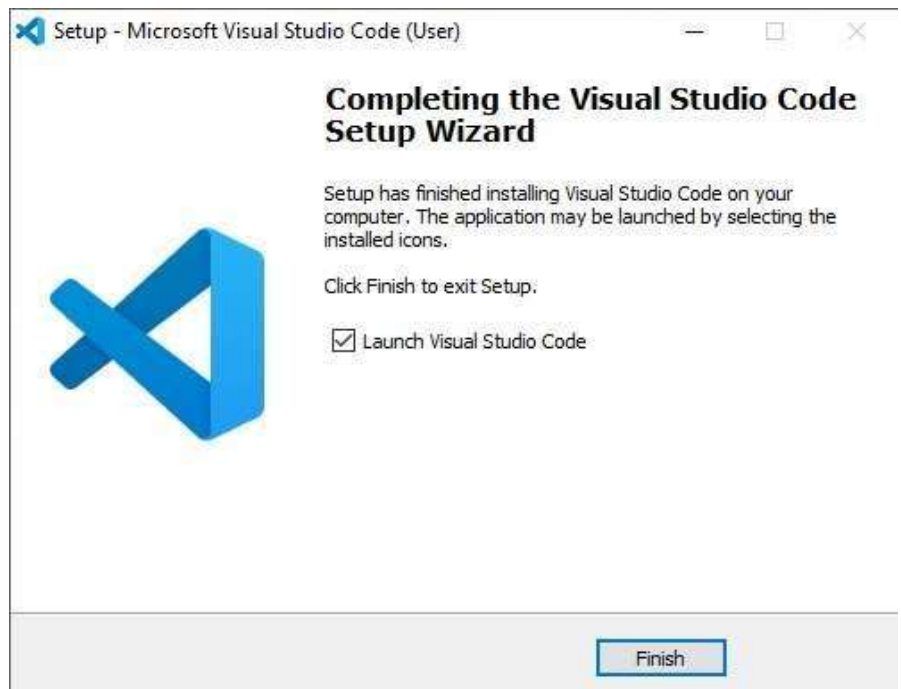 Setup - Microsoft Visual Studio Code (User)
Completing the Visual Studio Code
Setup Wizard
Setup has finished installing Visual Studio Code on your
computer. The application may be launched by selecting the
installed icons.
Click Finish to exit Setup.
Launch Visual Studio Code
Finish